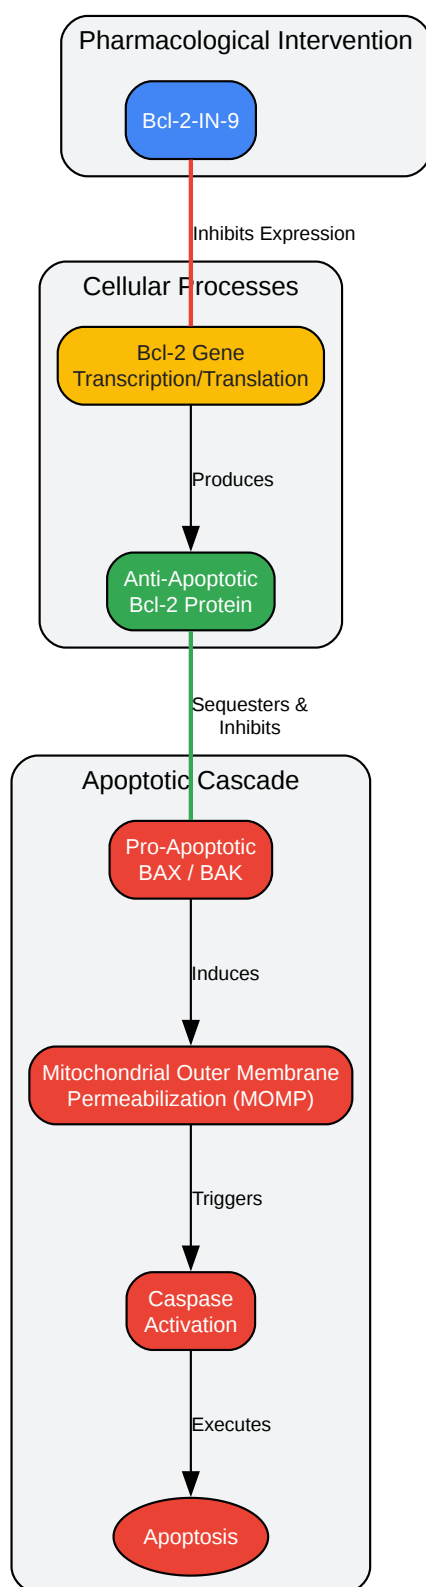 Pharmacological Intervention
Bcl-2-IN-9
Inhibits Expression
Cellular Processes
Bcl-2 Gene
Transcription/Translation
Produces
Anti-Apoptotic
Bcl-2 Protein
Sequesters &
Inhibits
Apoptotic Cascade
Pro-Apoptotic
BAX / BAK
Induces
Mitochondrial Outer Membrane
Permeabilization (MOMP)
Triggers
Caspase
Activation
Executes
Apoptosis